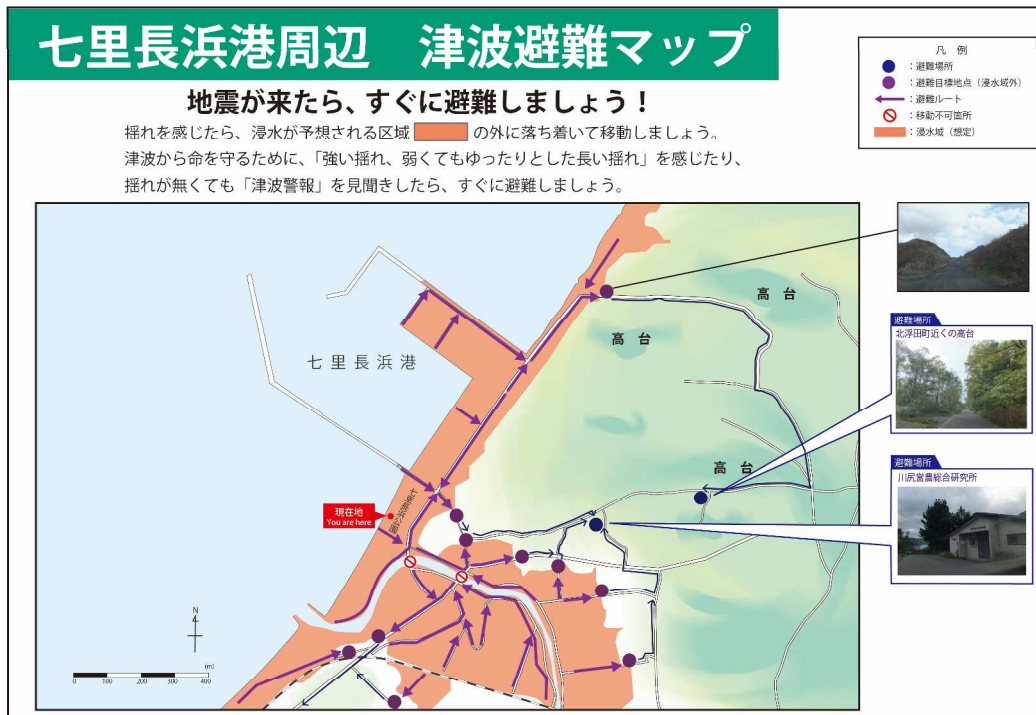 七里長浜港周辺　津波避難マップ
地震が来たら、すぐに避難しましょう！
揺れを感じたら、浸水が予想される区域 の外に落ち着いて移動しましょう。
津波から命を守るために、「強い揺れ、弱くてもゆったりとした長い揺れ」を感じたり、
揺れが無くても「津波警報」を見聞きしたら、すぐに避難しましょう。
凡 例
：避難場所
：避難目標地点（浸水域外）
：避難ルート
：移動不可箇所
：浸水域（想定）
高 台
高 台
七里長浜港
高 台
七里長浜公園
現在地
You are here
避難場所
北浮田町近くの高台
避難場所
川尻営農総合研究所
N
(m)
0 100 200 300 400